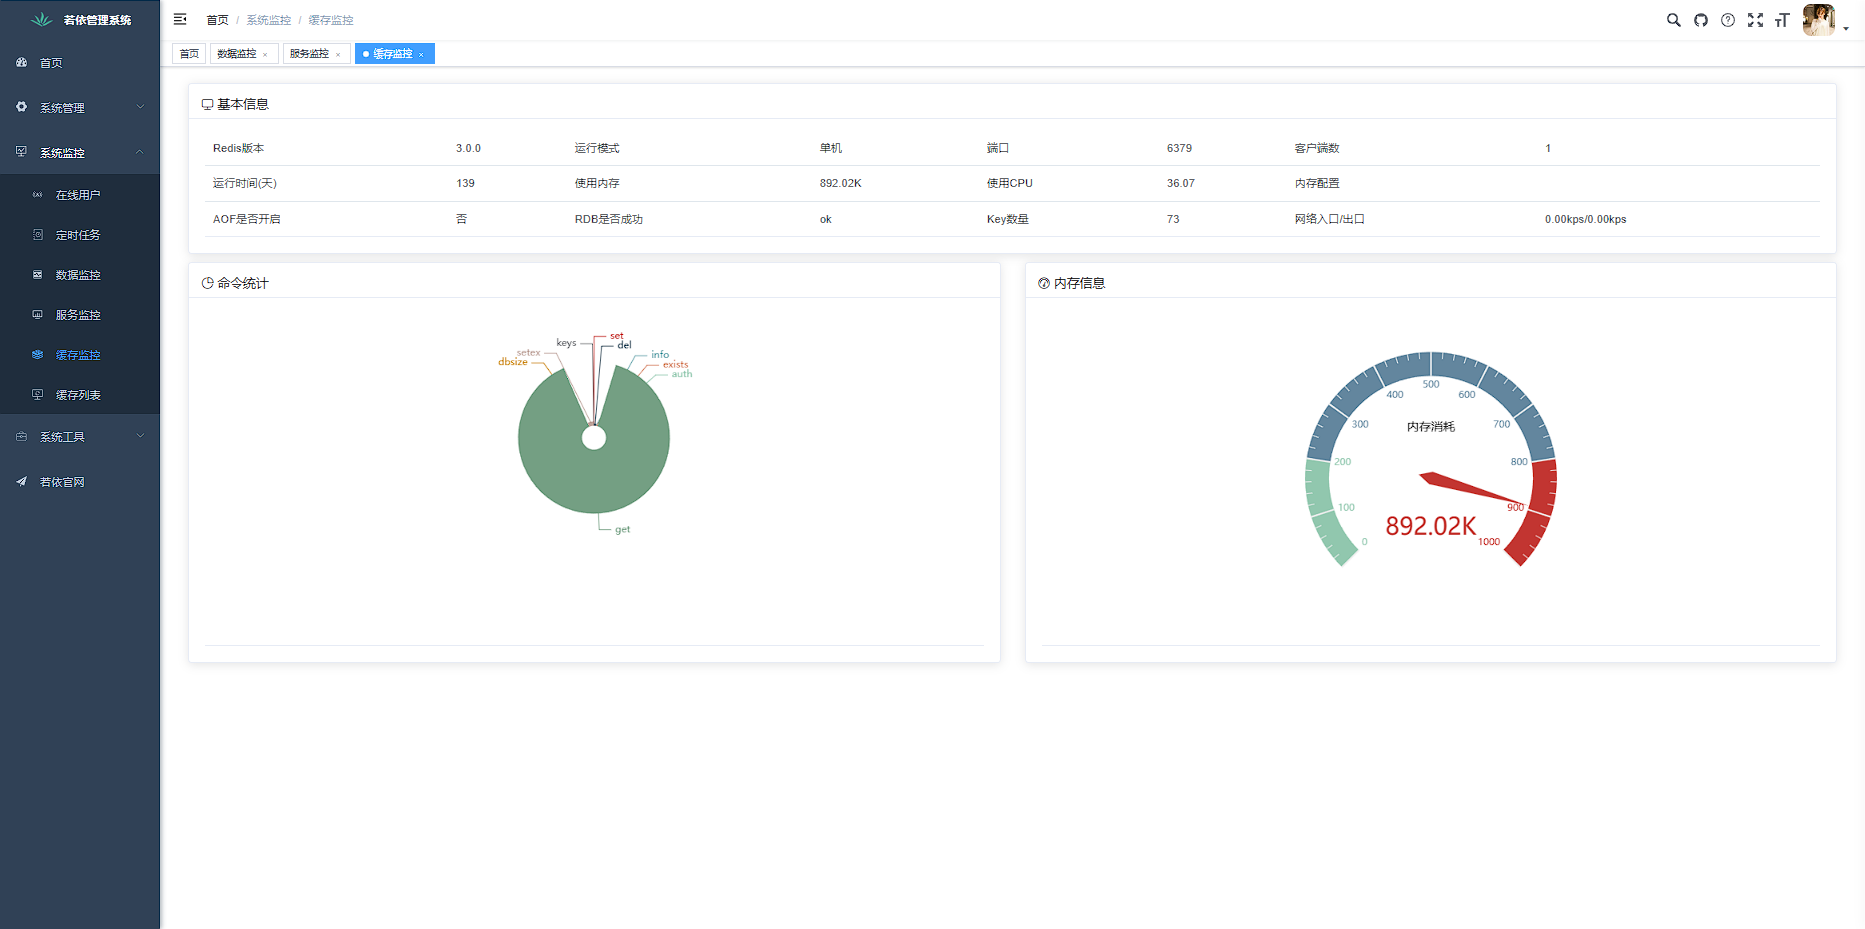 若依管理系统
首页
系统管理
系统监控
在线用户
定时任务
数据监控
服务监控
缓存监控
缓存列表
系统工具
若依官网
首页 / 系统监控 / 缓存监控
首页 数据监控 × 服务监控 × 缓存监控 ×
基本信息
Redis版本 3.0.0 运行模式 单机 端口 6379 客户端数 1
运行时间(天) 139 使用内存 892.02K 使用CPU 36.07 内存配置
AOF是否开启 否 RDB是否成功 ok Key数量 73 网络入口/出口 0.00kps/0.00kps
命令统计
set
keys
del
setex
info
dbsize
exists
auth
get
内存信息
500
400
600
内存消耗
300
700
200
800
100
900
892.02K
0
1000